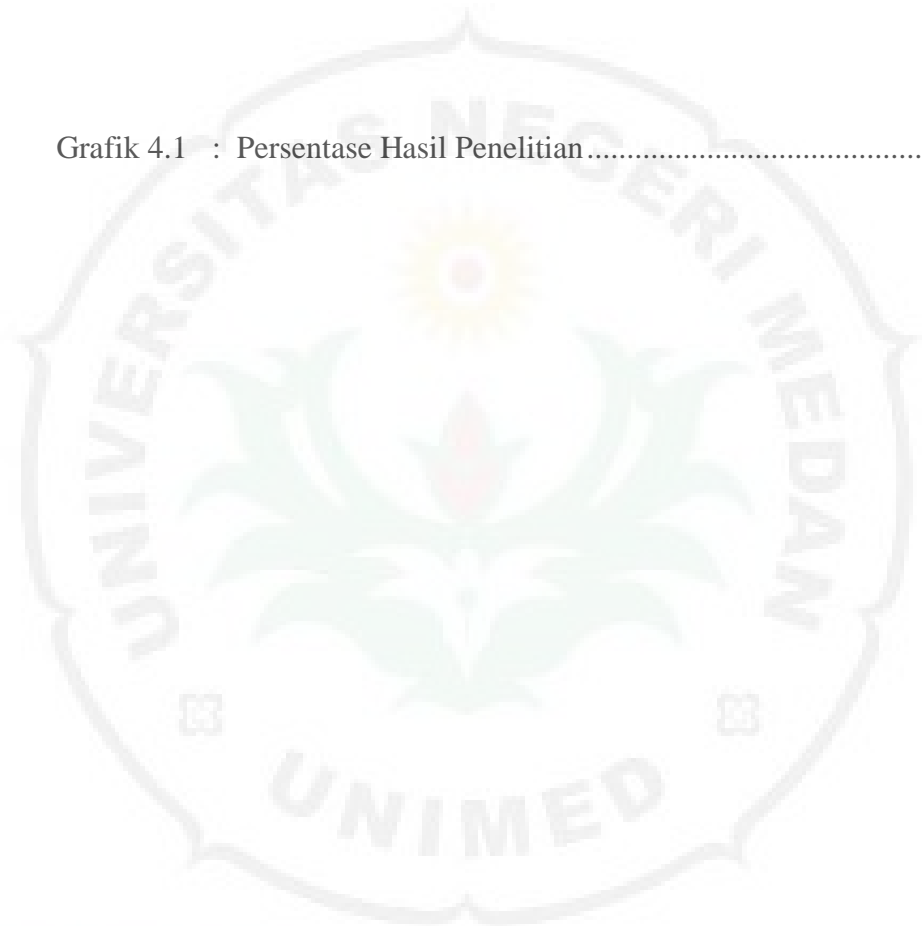 Grafik 4.1 : Persentase Hasil Penelitian..........................................
UNIVERSITAS NEGERI MEDAN
UNIMED